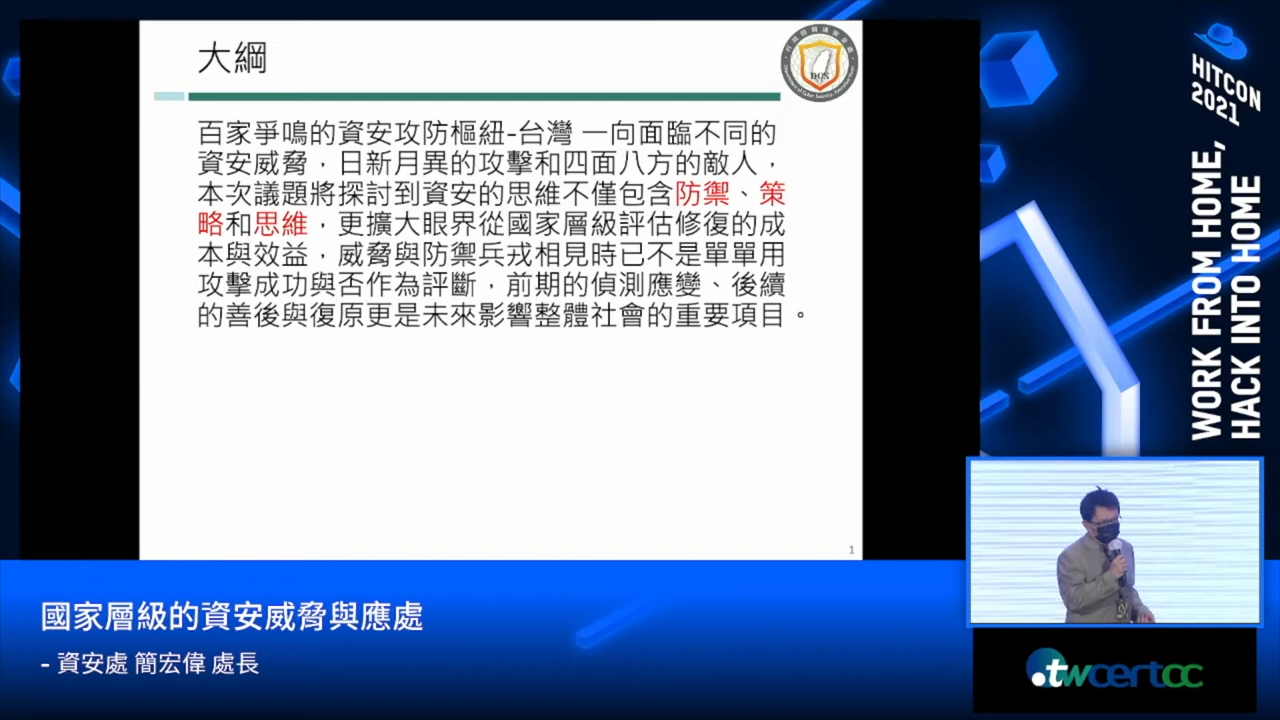 大綱
百家爭鳴的資安攻防樞紐-台灣 一向面臨不同的
資安威脅，日新月異的攻擊和四面八方的敵人，
本次議題將探討到資安的思維不僅包含防禦、策
略和思維，更擴大眼界從國家層級評估修復的成
本與效益，威脅與防禦兵戎相見時已不是單單用
攻擊成功與否作為評斷，前期的偵測應變、後續
的善後與復原更是未來影響整體社會的重要項目。
1
DCS
HITCON
2021
WORK FROM HOME,
HACK INTO HOME
國家層級的資安威脅與應處
- 資安處 簡宏偉 處長
.twcertcc